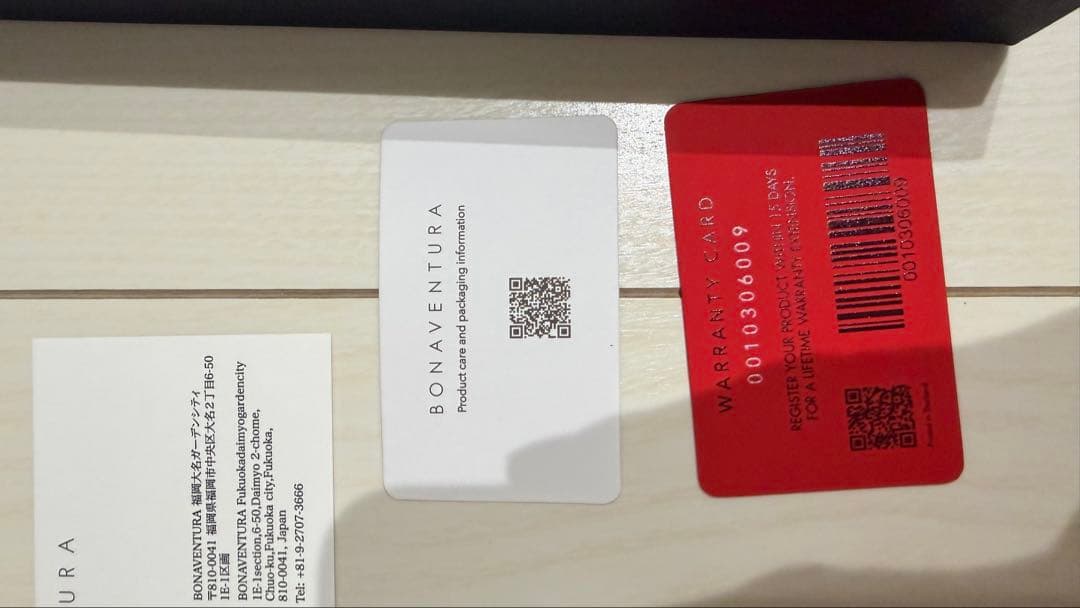 URA
BONAVENTURA 福岡大名ガーデンシティ
〒810-0041 福岡県福岡市中央区大名2丁目6-50
1E-1区画
BONAVENTURA Fukuokadaimyogardencity
1E-1section,6-50,Daimyo 2-chome,
Chuo-ku,Fukuoka city,Fukuoka,
810-0041, Japan
Tel: +81-9-2707-3666
BONAVENTURA
Product care and packaging information
WARRANTY CARD
0010306009
REGISTER YOUR PRODUCT WITHIN 15 DAYS
FOR A LIFETIME WARRANTY EXTENSION.
0010306009
Printed in Thailand